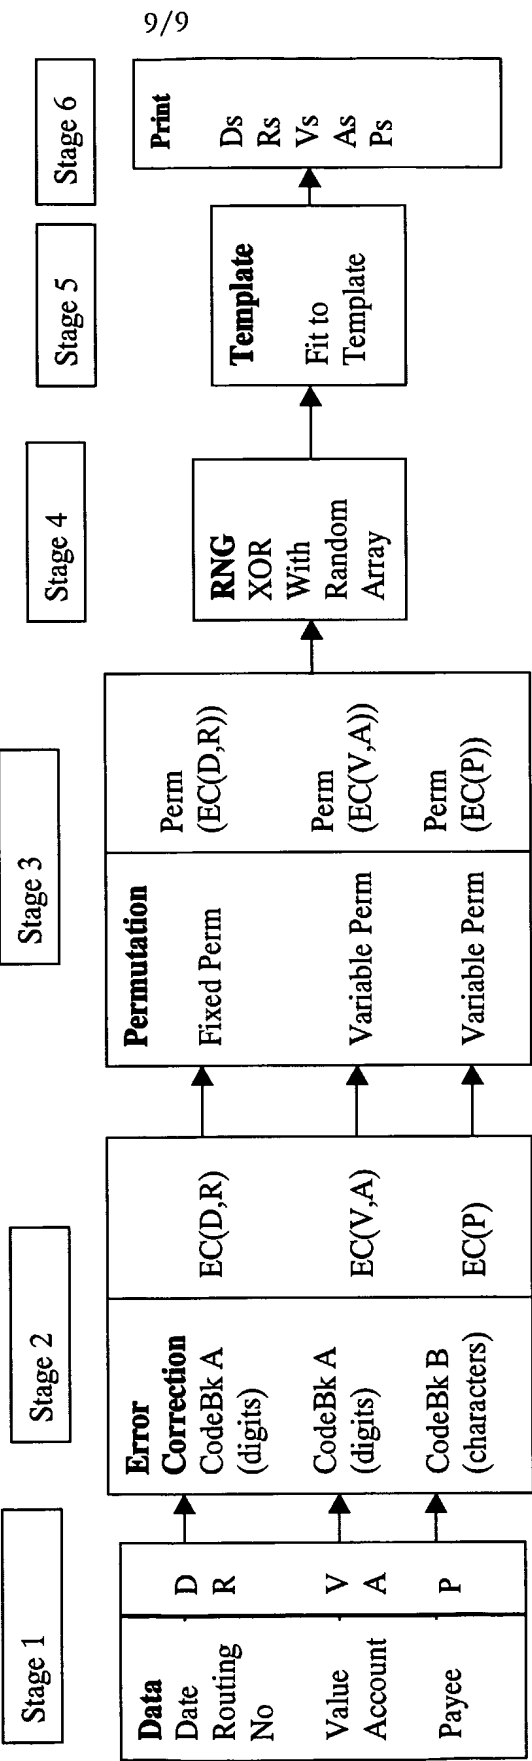 9/9
Stage 1
Data
Date
Routing
No
Value
Account
Payee
D
R
V
A
P
Stage 2
Error
Correction
CodeBk A
(digits)
CodeBk A
(digits)
CodeBk B
(characters)
EC(D,R)
EC(V,A)
EC(P)
Stage 3
Permutation
Fixed Perm
Variable Perm
Variable Perm
Perm
(EC(D,R))
Perm
(EC(V,A))
Perm
(EC(P))
Stage 4
RNG
XOR
With
Random
Array
Stage 5
Template
Fit to
Template
Stage 6
Print
Ds
Rs
Vs
As
Ps